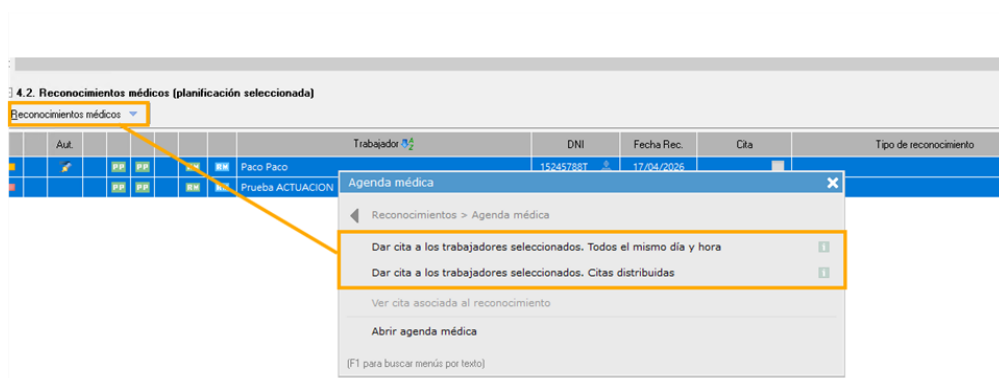 4.2. Reconocimientos médicos (planificación seleccionada)
Reconocimientos médicos
Aut. Trabajador DNI Fecha Rec. Cita Tipo de reconocimiento
PP PP RM RM Paco Paco 15245788T 17/04/2026
PP PP RM RM Prueba ACTUACION
Agenda médica
Reconocimientos > Agenda médica
Dar cita a los trabajadores seleccionados. Todos el mismo día y hora
Dar cita a los trabajadores seleccionados. Citas distribuidas
Ver cita asociada al reconocimiento
Abrir agenda médica
(F1 para buscar menús por texto)